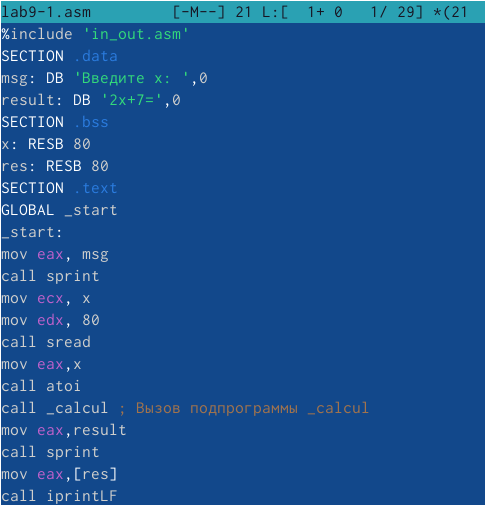 lab9-1.asm [-M--] 21 L:[ 1+ 0 1/ 29] *(21
%include 'in_out.asm'
SECTION .data
msg: DB 'Введите x: ',0
result: DB '2x+7=',0
SECTION .bss
x: RESB 80
res: RESB 80
SECTION .text
GLOBAL _start
_start:
mov eax, msg
call sprint
mov ecx, x
mov edx, 80
call sread
mov eax,x
call atoi
call _calcul ; Вызов подпрограммы _calcul
mov eax,result
call sprint
mov eax,[res]
call iprintLF